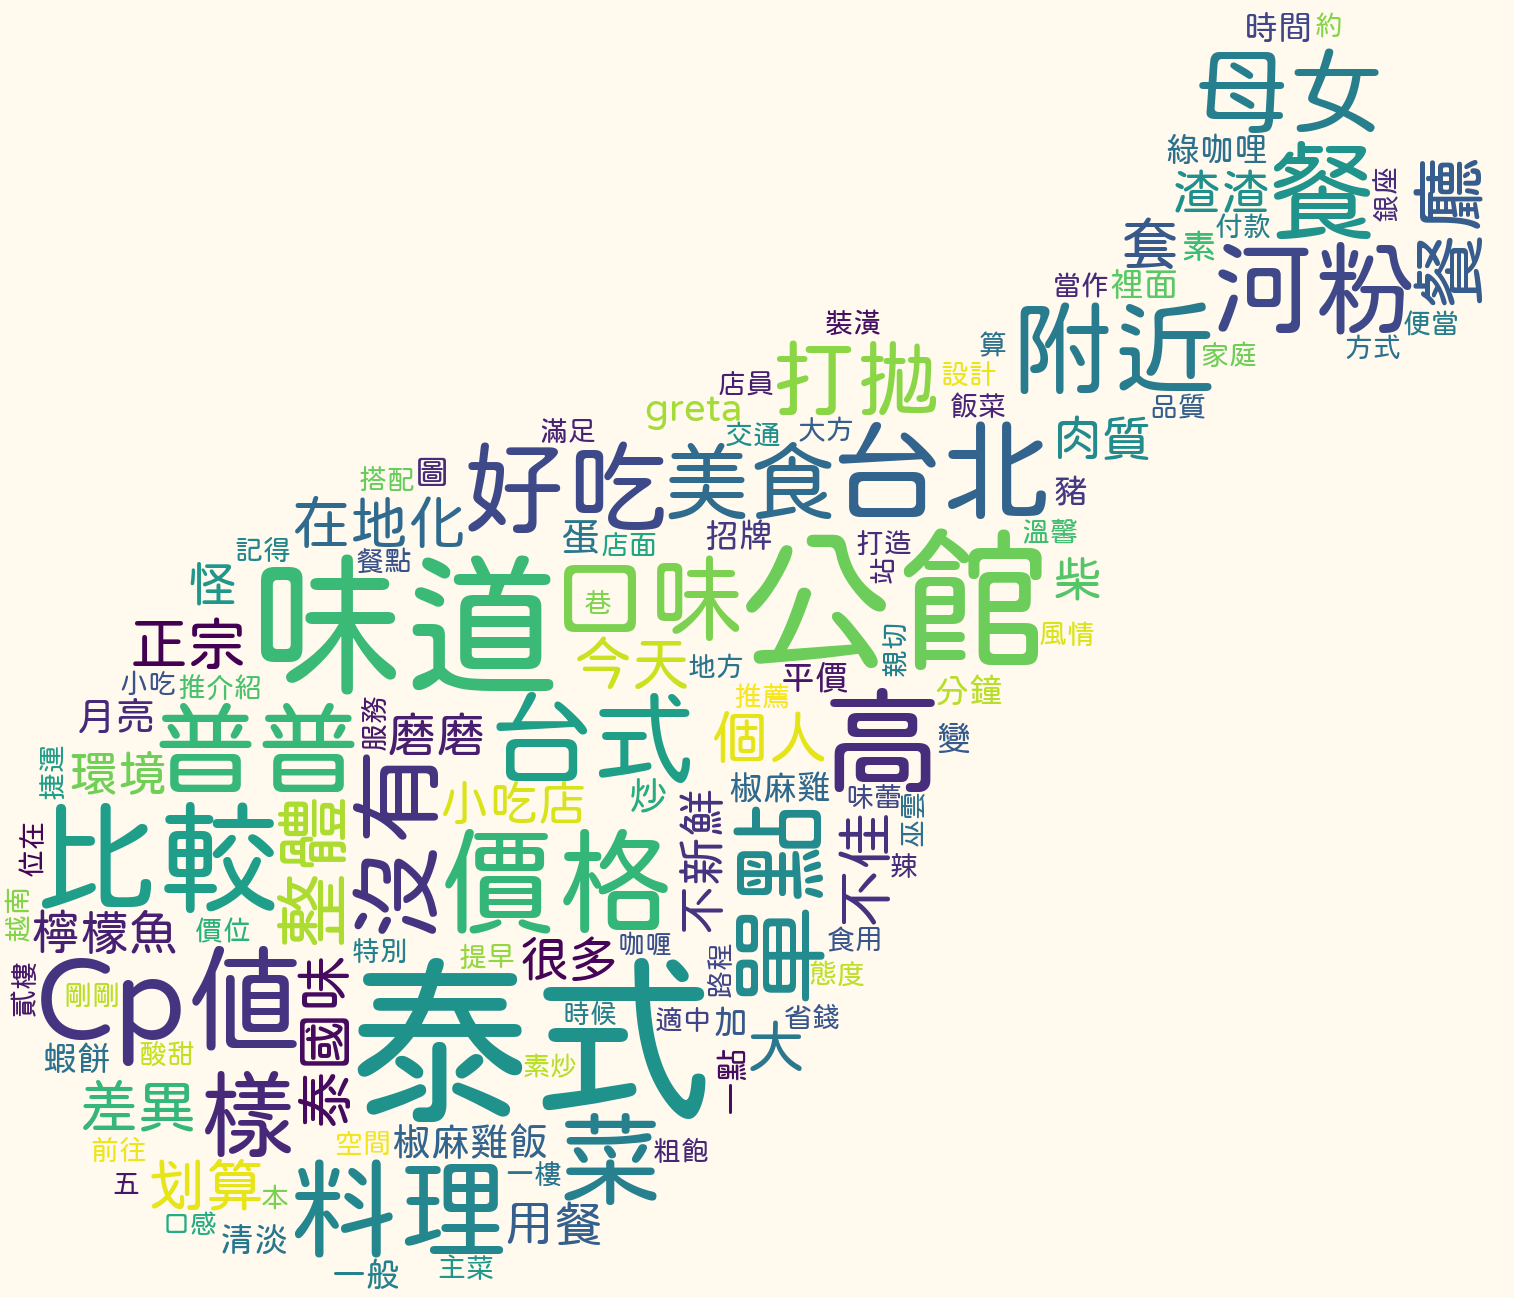 時間
約
母女
綠咖哩
渣渣
餐
銀座
餐廳
套
素
付款
當作
裡面
河粉
便當
方式
裝潢
算
附近
家庭
店員
打拋
設計
飯菜
品質
greta
交通
大方
肉質
滿足
搭配
圖
好吃
美食
台北
豬
在地化
蛋
店面
招牌
打造
溫馨
記得
餐點
站
怪
味道
口味
巷
公館
柴
正宗
今天
地方
平價
親切
風情
小吃
推介紹
推薦
分鐘
月亮
普普
服務
磨磨
台式
個人
高
變
捷運
環境
小吃店
炒
椒麻雞
味蕾
巫雲
位在
比較
整體
沒有
價格
不新鮮
點
不佳
辣
越南
檸檬魚
價位
特別
提早
很多
咖喱
路程
單
食用
態度
貳樓
Cp値
剛剛
泰國味
泰式
時候
適中
加
大
省錢
蝦餅
酸甜
素炒
一點
差異
樣
前往
空間
椒麻雞飯
菜
粗飽
五
划算
本
料理
一樓
口感
清淡
用餐
一般
主菜